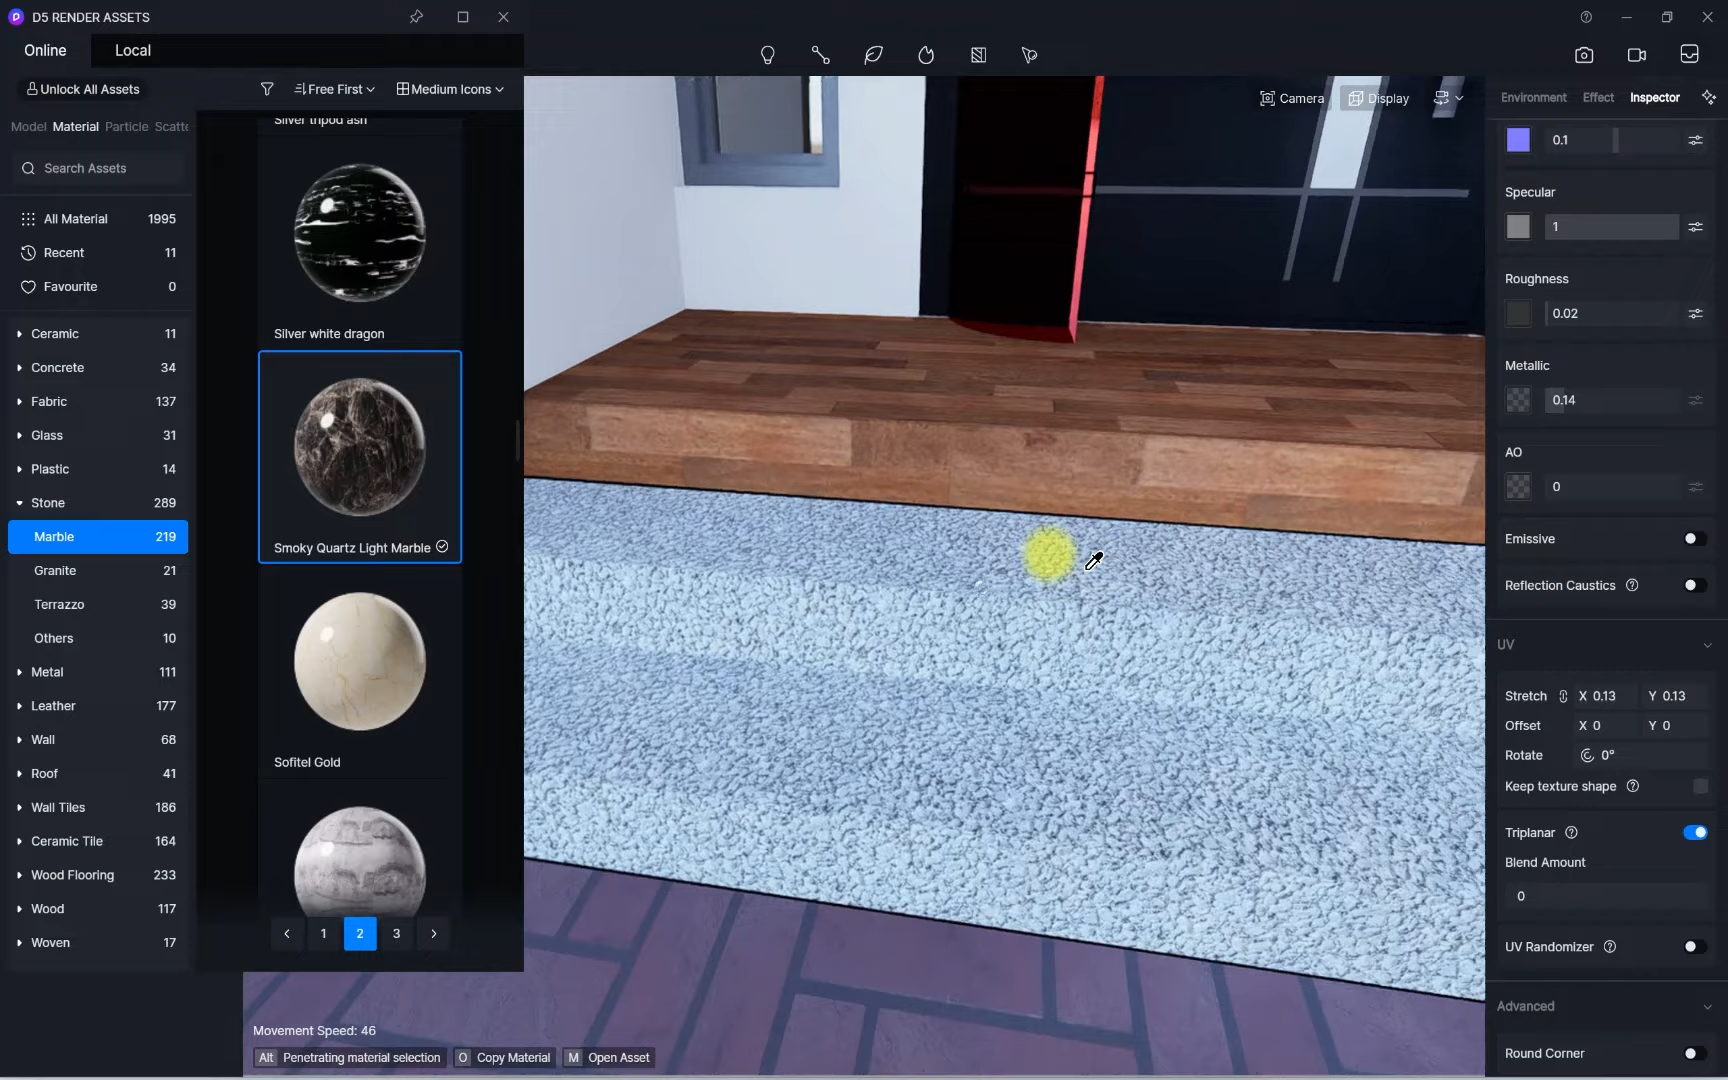 D5 RENDER ASSETS
Online
Local
Unlock All Assets
Free First
Medium Icons
Model Material Particle Scatte
Search Assets
All Material 1995
Recent 11
Favourite 0
Ceramic 11
Concrete 34
Fabric 137
Glass 31
Plastic 14
Stone 289
Marble 219
Granite 21
Terrazzo 39
Others 10
Metal 111
Leather 177
Wall 68
Roof 41
Wall Tiles 186
Ceramic Tile 164
Wood Flooring 233
Wood 117
Woven 17
Silver tripod ash
Silver white dragon
Smoky Quartz Light Marble
Sofitel Gold
1 2 3
Camera
Display
Movement Speed: 46
Alt Penetrating material selection O Copy Material M Open Asset
Environment Effect Inspector
0.1
Specular
1
Roughness
0.02
Metallic
0.14
AO
0
Emissive
Reflection Caustics
UV
Stretch X 0.13 Y 0.13
Offset X 0 Y 0
Rotate 0°
Keep texture shape
Triplanar
Blend Amount
0
UV Randomizer
Advanced
Round Corner